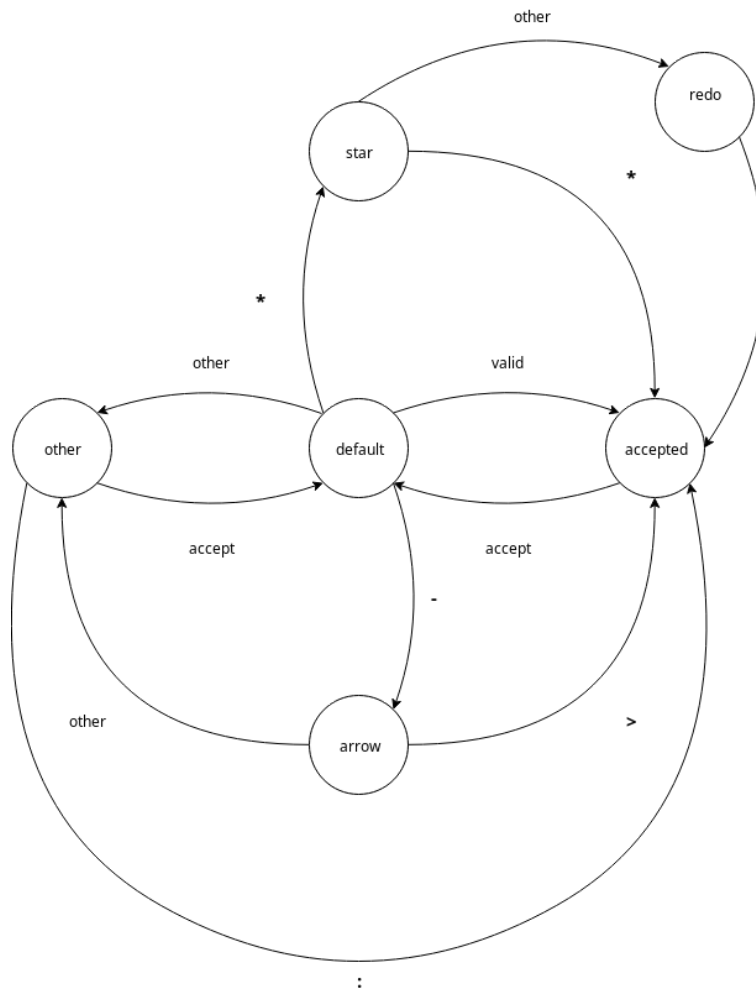 other
redo
star
*
*
other
valid
other
default
accepted
accept
accept
-
other
>
arrow
: